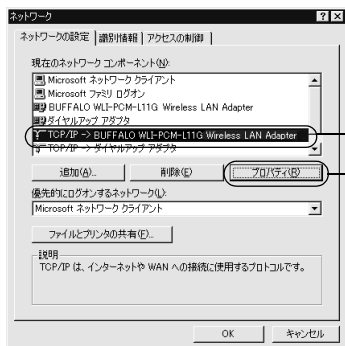 ネットワーク
ネットワークの設定 識別情報 アクセスの制御
現在のネットワーク コンポーネント(N):
Microsoft ネットワーク クライアント
Microsoft ファミリ ログオン
BUFFALO WLI-PCM-L11G Wireless LAN Adapter
ダイヤルアップ アダプタ
TCP/IP -> BUFFALO WLI-PCM-L11G Wireless LAN Adapter
TCP/IP -> ダイヤルアップ アダプタ
追加(A)... 削除(E) プロパティ(R)
優先的にログオンするネットワーク(L):
Microsoft ネットワーク クライアント
ファイルとプリンタの共有(F)...
説明
TCP/IP は、インターネットや WAN への接続に使用するプロトコルです。
OK キャンセル